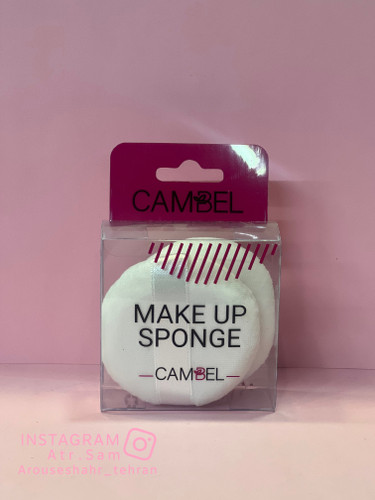 CAMBEL
MAKE UP
SPONGE
CAMBEL
INSTAGRAM
Atr.Sam
Arouseshahr_tehran